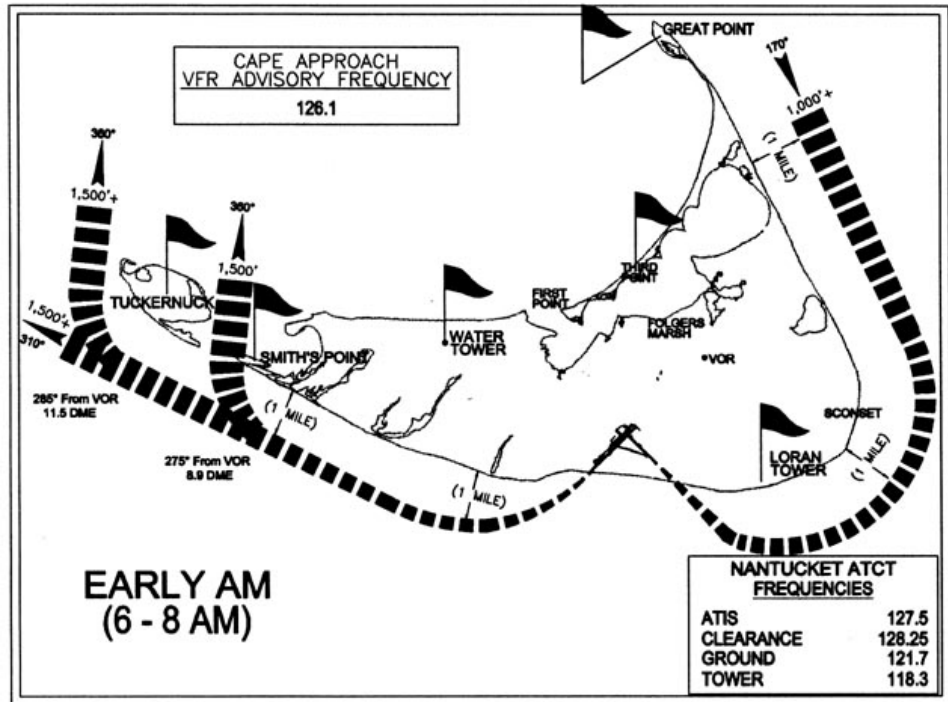 CAPE APPROACH
VFR ADVISORY FREQUENCY
126.1
GREAT POINT
170°
1,000'+
(1 MILE)
360°
1,500'+
360°
1,500'
TUCKERNUCK
1,500'+
310°
SMITH'S POINT
WATER
TOWER
FIRST
POINT
THIRD
POINT
FOLGERS
MARSH
VOR
SCONSET
LORAN
TOWER
(1 MILE)
285° From VOR
11.5 DME
(1 MILE)
275° From VOR
8.9 DME
(1 MILE)
EARLY AM
(6 - 8 AM)
NANTUCKET ATCT
FREQUENCIES
ATIS 127.5
CLEARANCE 128.25
GROUND 121.7
TOWER 118.3